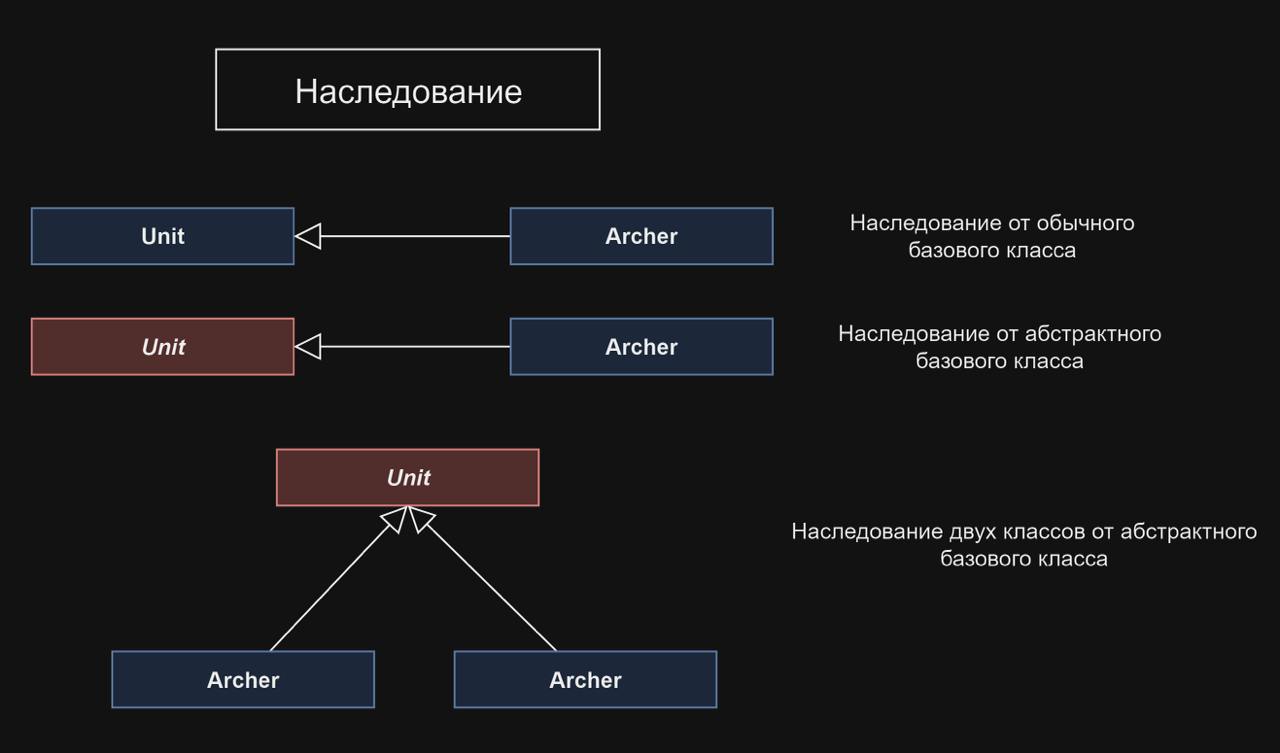 Наследование
Unit
Archer
Наследование от обычного
базового класса
Unit
Archer
Наследование от абстрактного
базового класса
Unit
Наследование двух классов от абстрактного
базового класса
Archer
Archer